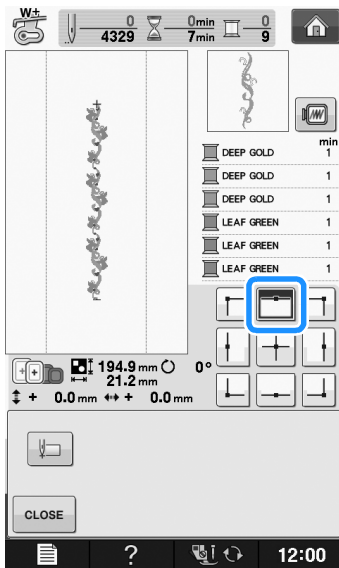 W+
0 0min 0
4329 7min 9
min
DEEP GOLD 1
DEEP GOLD 1
DEEP GOLD 1
LEAF GREEN 1
LEAF GREEN 1
LEAF GREEN 1
194.9 mm 0°
21.2 mm
+ 0.0 mm + 0.0 mm
CLOSE
? 12:00